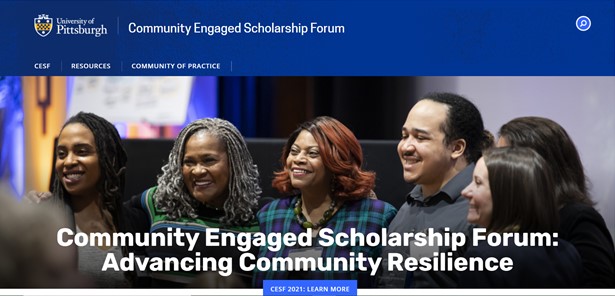 University of
Pittsburgh
Community Engaged Scholarship Forum
CESF
RESOURCES
COMMUNITY OF PRACTICE
Community Engaged Scholarship Forum:
Advancing Community Resilience
CESF 2021: LEARN MORE